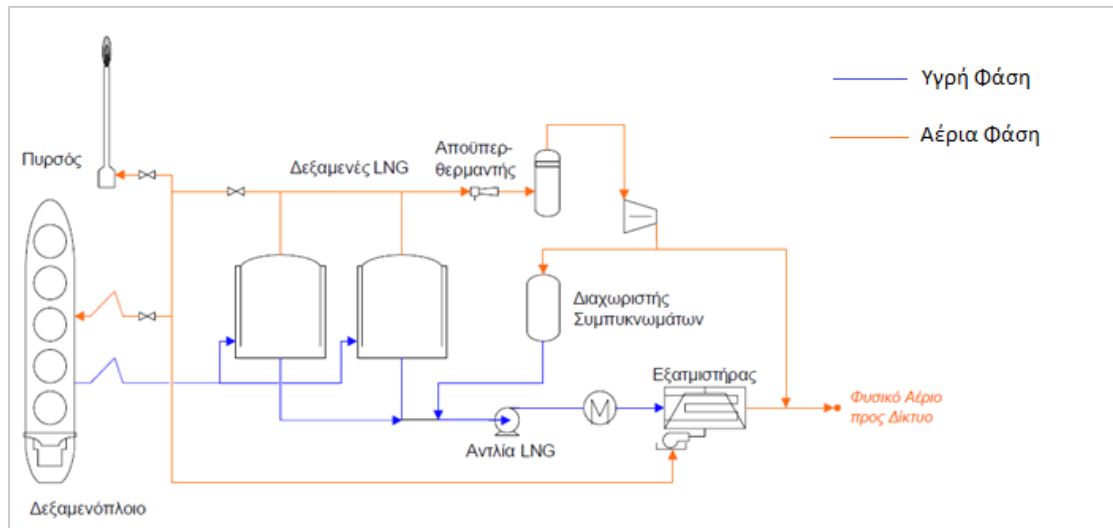 Υγρή Φάση
Αέρια Φάση
Πυρσός
Δεξαμενές LNG
Αποϋπερ-
θερμαντής
Διαχωριστής
Συμπυκνωμάτων
Εξατμιστήρας
M
Αντλία LNG
Φυσικό Αέριο
προς Δίκτυο
Δεξαμενόπλοιο